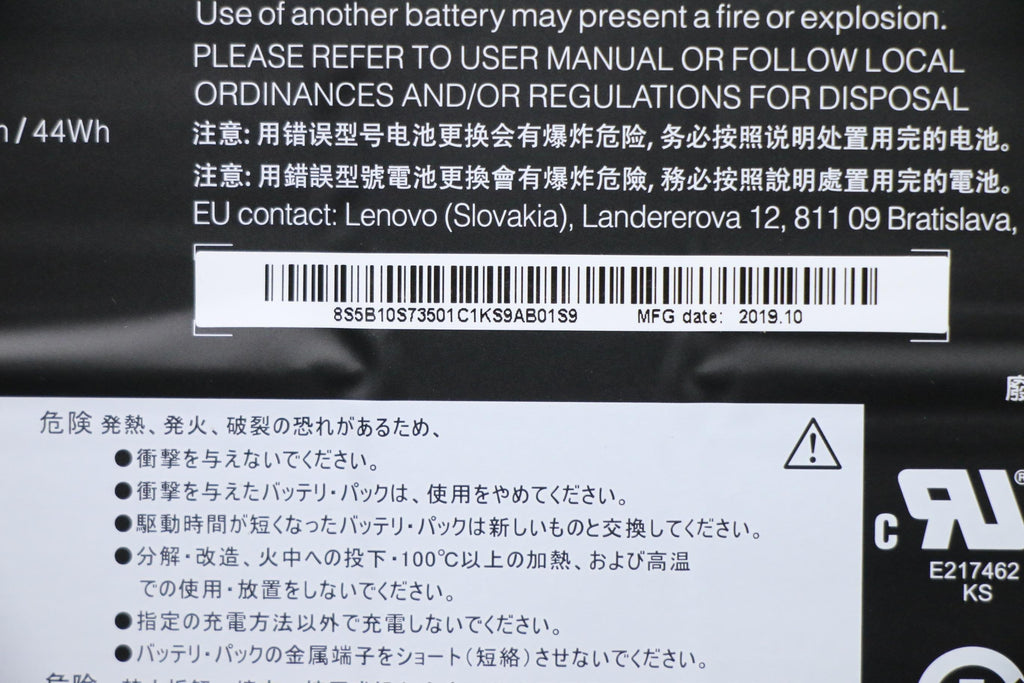 Use of another battery may present a fire or explosion.
PLEASE REFER TO USER MANUAL OR FOLLOW LOCAL
ORDINANCES AND/OR REGULATIONS FOR DISPOSAL
/ 44Wh
注意: 用错误型号电池更换会有爆炸危险, 务必按照说明处置用完的电池。
注意: 用錯誤型號電池更換會有爆炸危險, 務必按照說明處置用完的電池。
EU contact: Lenovo (Slovakia), Landererova 12, 811 09 Bratislava,
8S5B10S73501C1KS9AB01S9 MFG date: 2019.10
危険 発熱、発火、破裂の恐れがあるため、
●衝撃を与えないでください。
●衝撃を与えたバッテリ・パックは、使用をやめてください。
●駆動時間が短くなったバッテリ・パックは新しいものと交換してください。
●分解・改造、火中への投下・100℃以上の加熱、および高温
での使用・放置をしないでください。
●指定の充電方法以外で充電しないでください。
●バッテリ・パックの金属端子をショート(短絡)させないでください。
危険
廢
c RU ®
E217462
KS